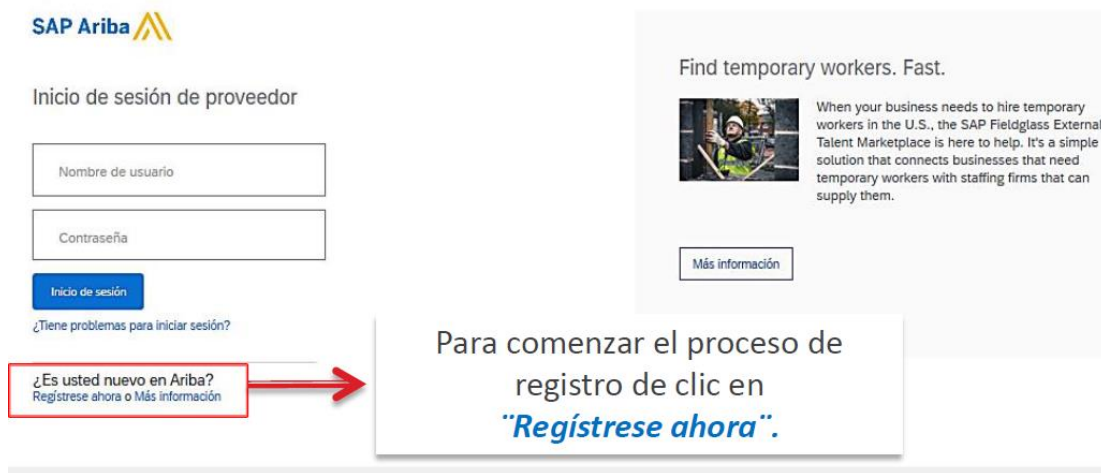 SAP Ariba
Inicio de sesión de proveedor
Nombre de usuario
Contraseña
Inicio de sesión
¿Tiene problemas para iniciar sesión?
¿Es usted nuevo en Ariba?
Regístrese ahora o Más información
Find temporary workers. Fast.
When your business needs to hire temporary
workers in the U.S., the SAP Fieldglass External
Talent Marketplace is here to help. It's a simple
solution that connects businesses that need
temporary workers with staffing firms that can
supply them.
Más información
Para comenzar el proceso de
registro de clic en
¨Regístrese ahora¨.